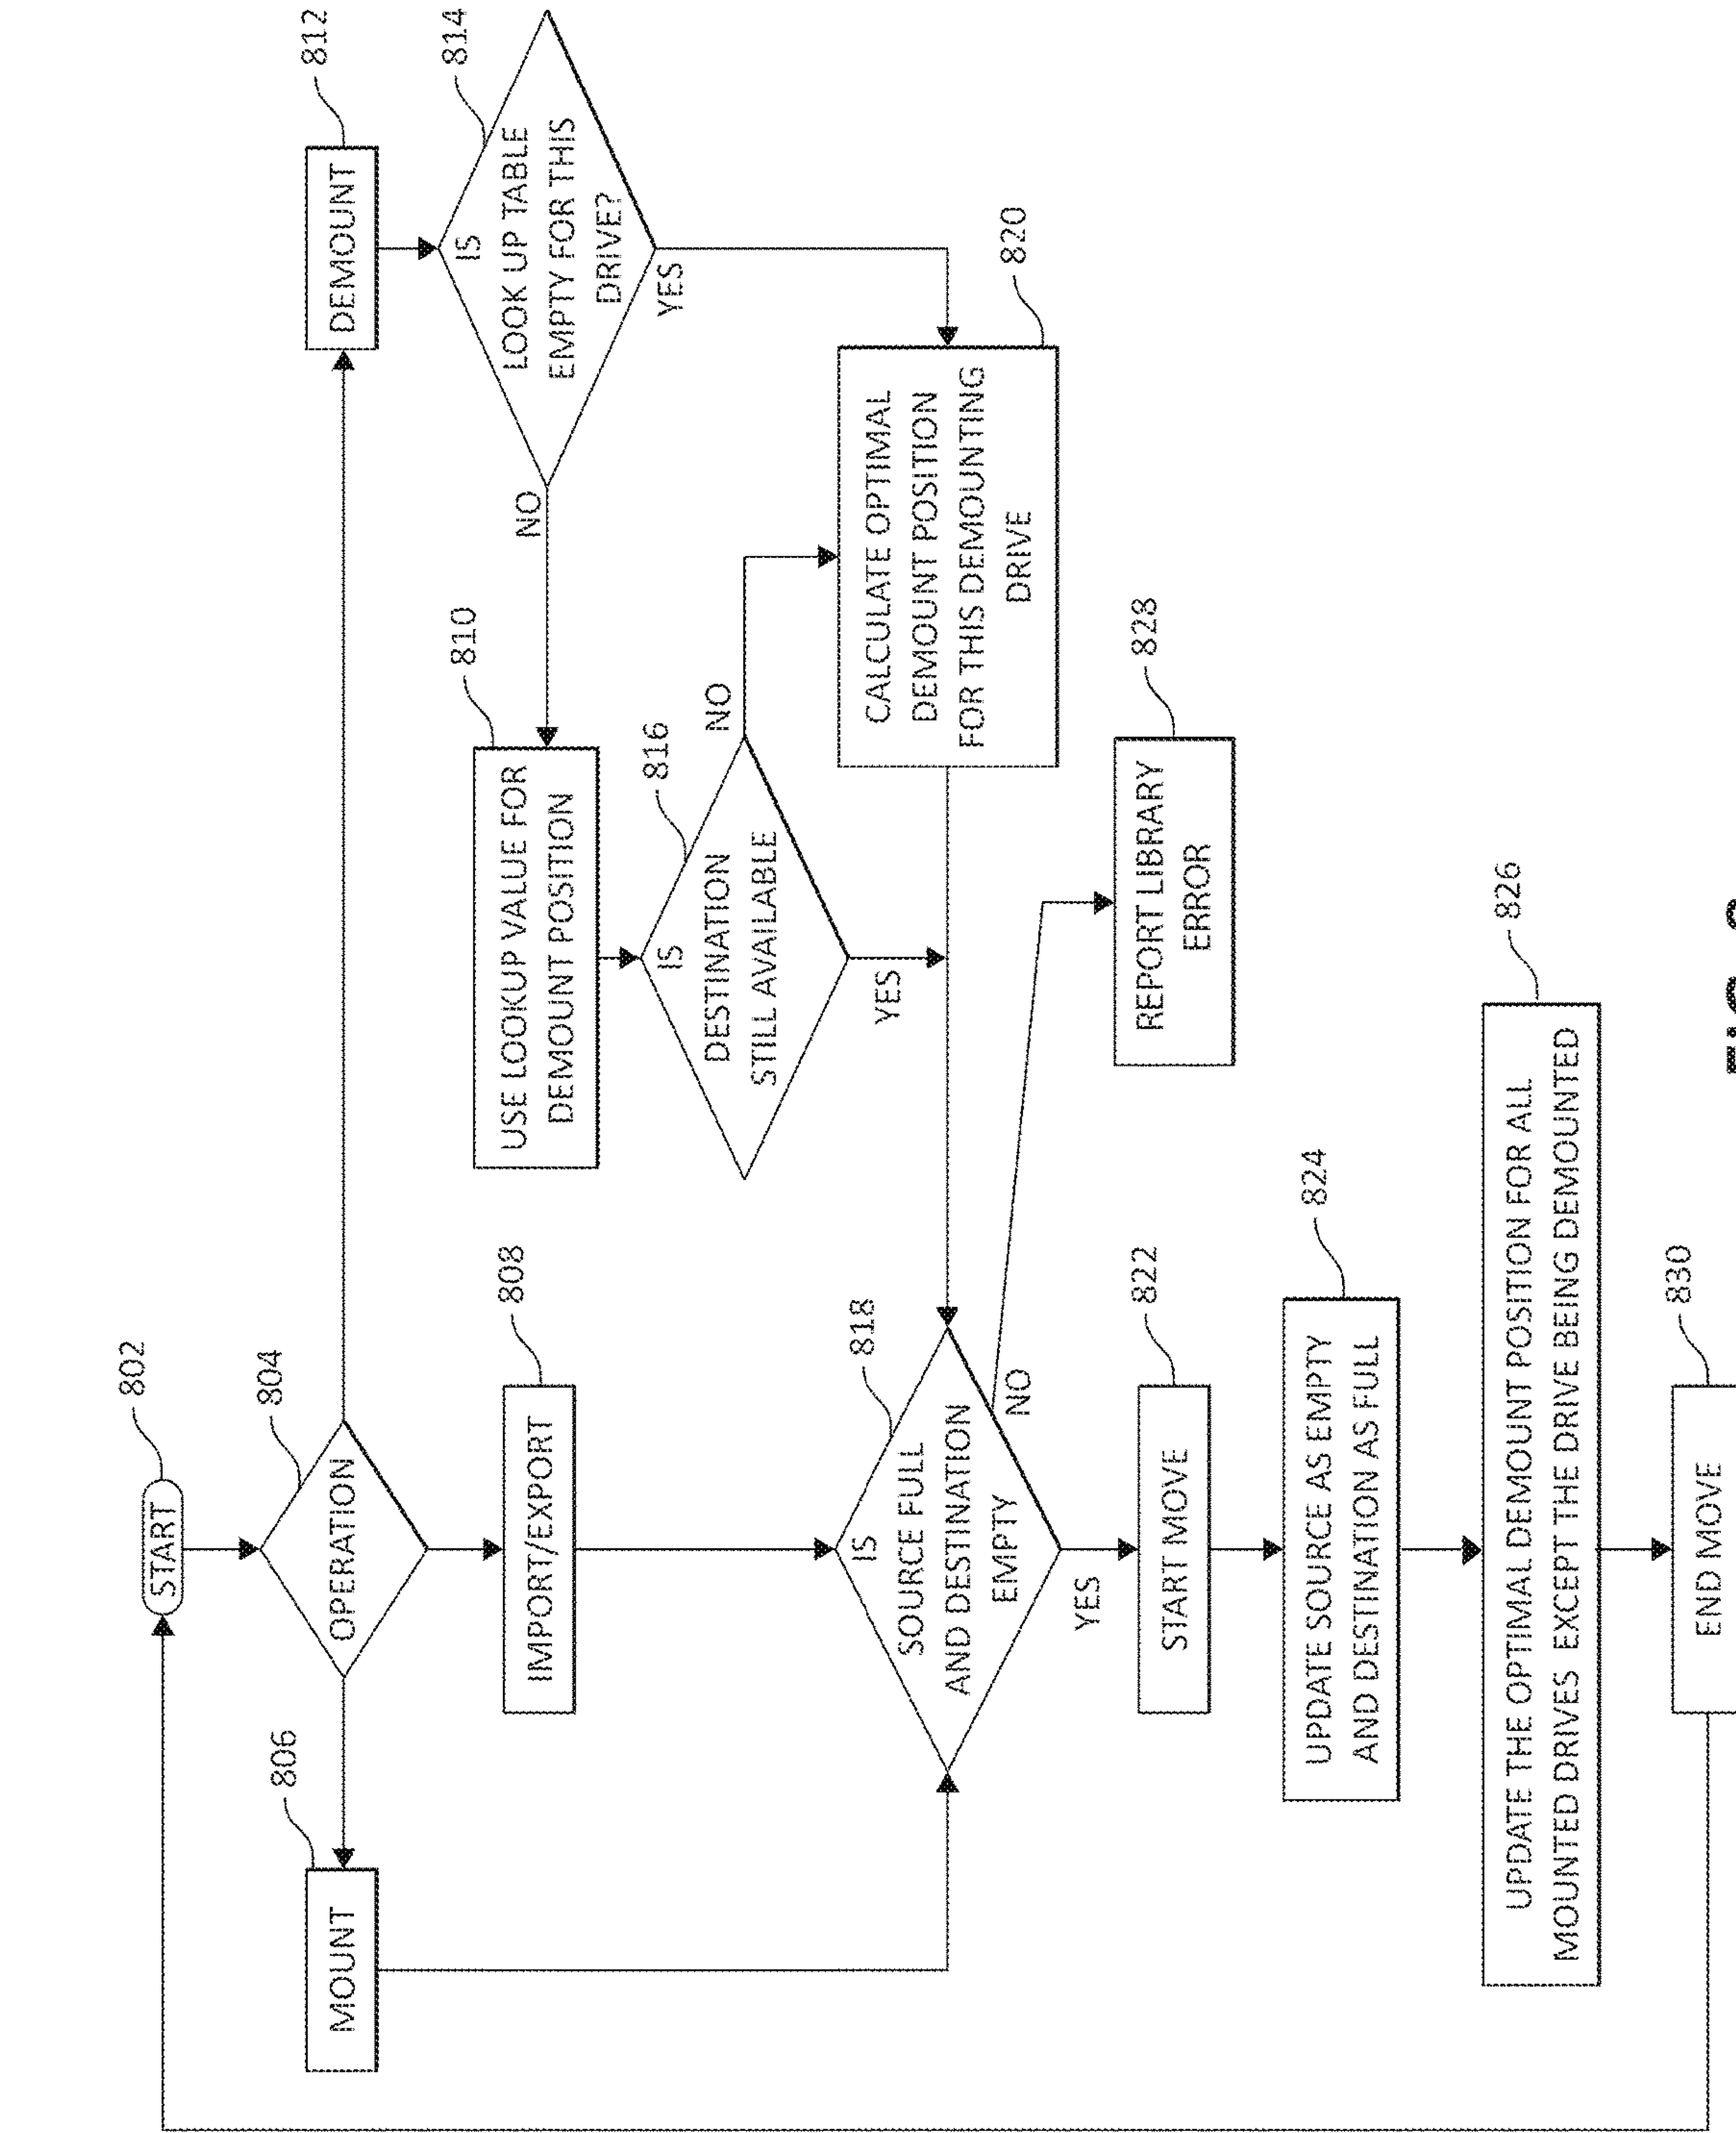 802
START
804
OPERATION
806
MOUNT
808
IMPORT/EXPORT
812
DEMOUNT
814
IS
LOOK UP TABLE
EMPTY FOR THIS
DRIVE?
NO
YES
810
USE LOOKUP VALUE FOR
DEMOUNT POSITION
816
IS
DESTINATION
STILL AVAILABLE
NO
YES
820
CALCULATE OPTIMAL
DEMOUNT POSITION
FOR THIS DEMOUNTING
DRIVE
818
IS
SOURCE FULL
AND DESTINATION
EMPTY
NO
YES
828
REPORT LIBRARY
ERROR
822
START MOVE
824
UPDATE SOURCE AS EMPTY
AND DESTINATION AS FULL
826
UPDATE THE OPTIMAL DEMOUNT POSITION FOR ALL
MOUNTED DRIVES EXCEPT THE DRIVE BEING DEMOUNTED
830
END MOVE